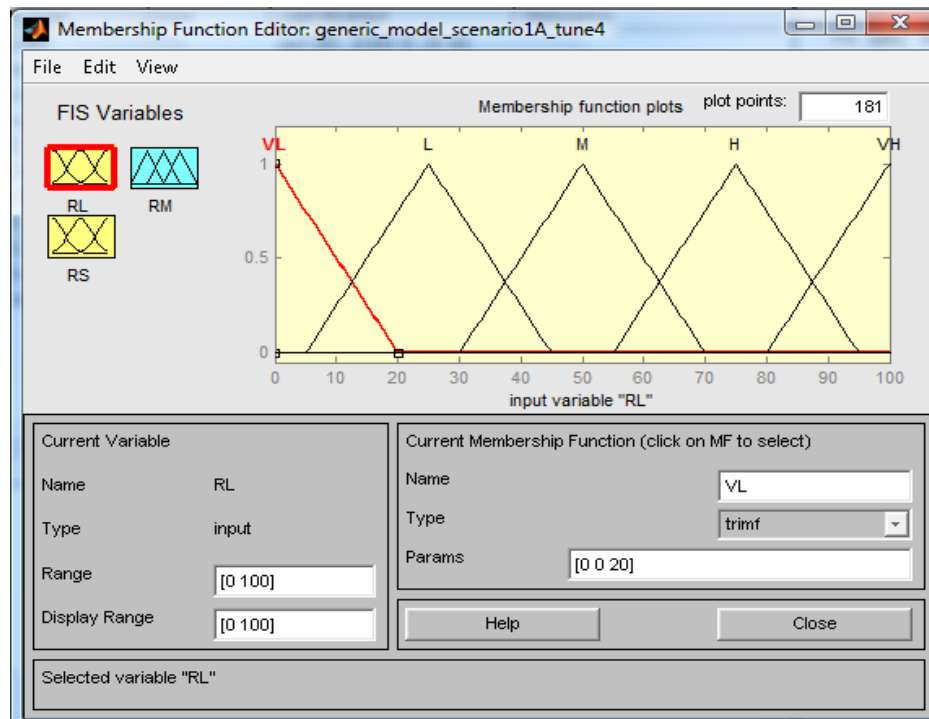 Membership Function Editor: generic_model_scenario1A_tune4
File Edit View
FIS Variables
RL
RM
RS
Membership function plots plot points: 181
VL L M H VH
1
0.5
0
0 10 20 30 40 50 60 70 80 90 100
input variable "RL"
Current Variable
Name RL
Type input
Range [0 100]
Display Range [0 100]
Current Membership Function (click on MF to select)
Name VL
Type trimf
Params [0 0 20]
Help Close
Selected variable "RL"